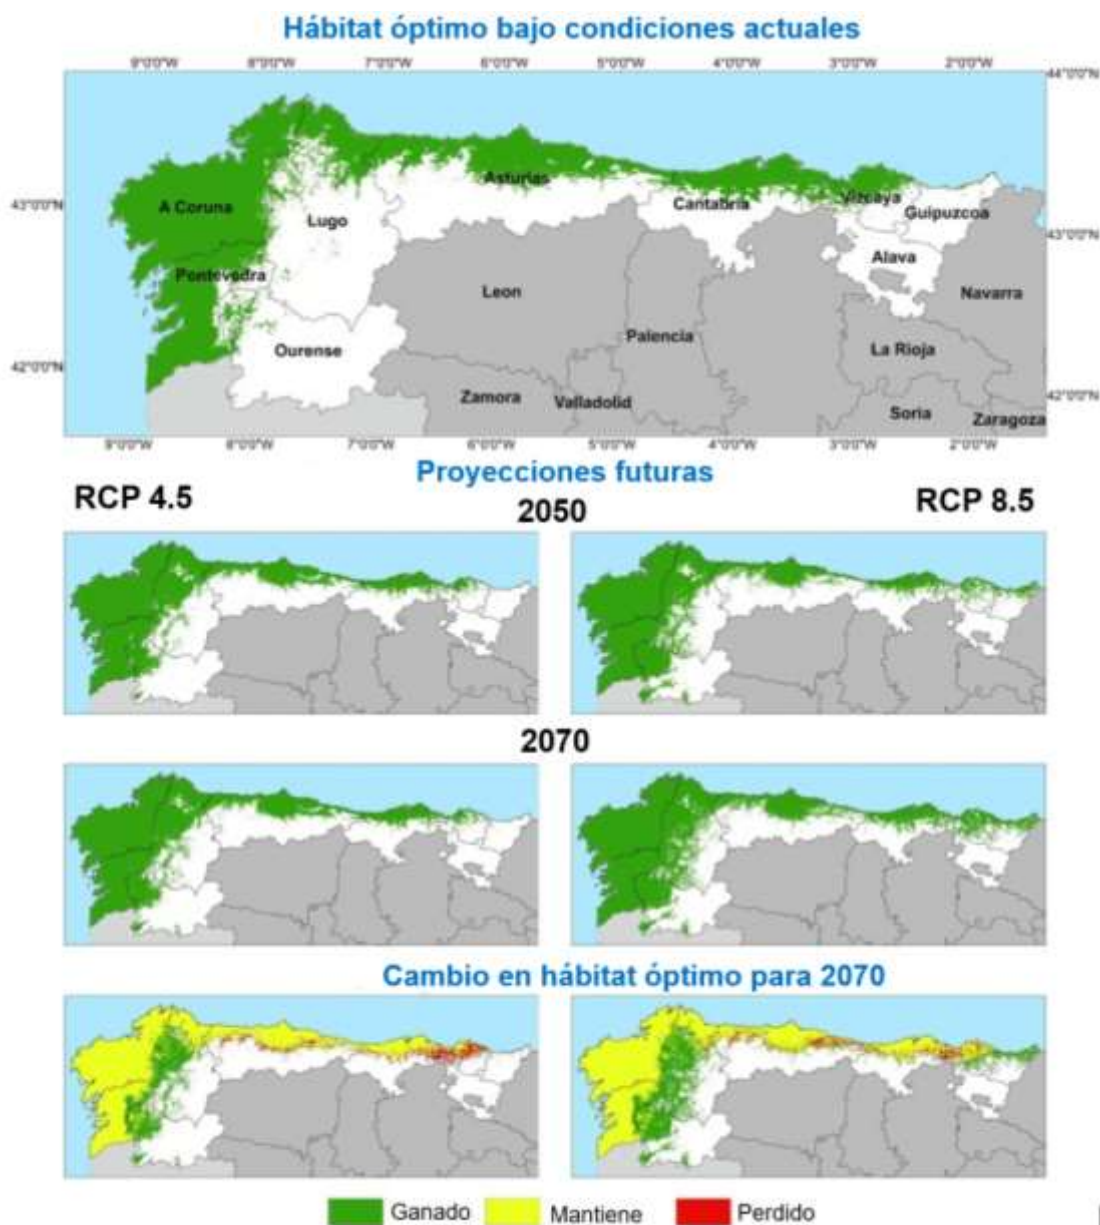 Hábitat óptimo bajo condiciones actuales
9°0'0"W 8°0'0"W 7°0'0"W 6°0'0"W 5°0'0"W 4°0'0"W 3°0'0"W 2°0'0"W
44°0'0"N
Asturias
43°0'0"N A Coruna Lugo Cantabria Vizcaya Guipuzcoa
43°0'0"N
Pontevedra Alava
Leon Navarra
Ourense Palencia La Rioja
42°0'0"N
Zamora Valladolid 42°0'0"N
Soria Zaragoza
9°0'0"W 8°0'0"W 7°0'0"W 6°0'0"W 5°0'0"W 4°0'0"W 3°0'0"W 2°0'0"W
Proyecciones futuras
RCP 4.5 RCP 8.5
2050
2070
Cambio en hábitat óptimo para 2070
Ganado Mantiene Perdido